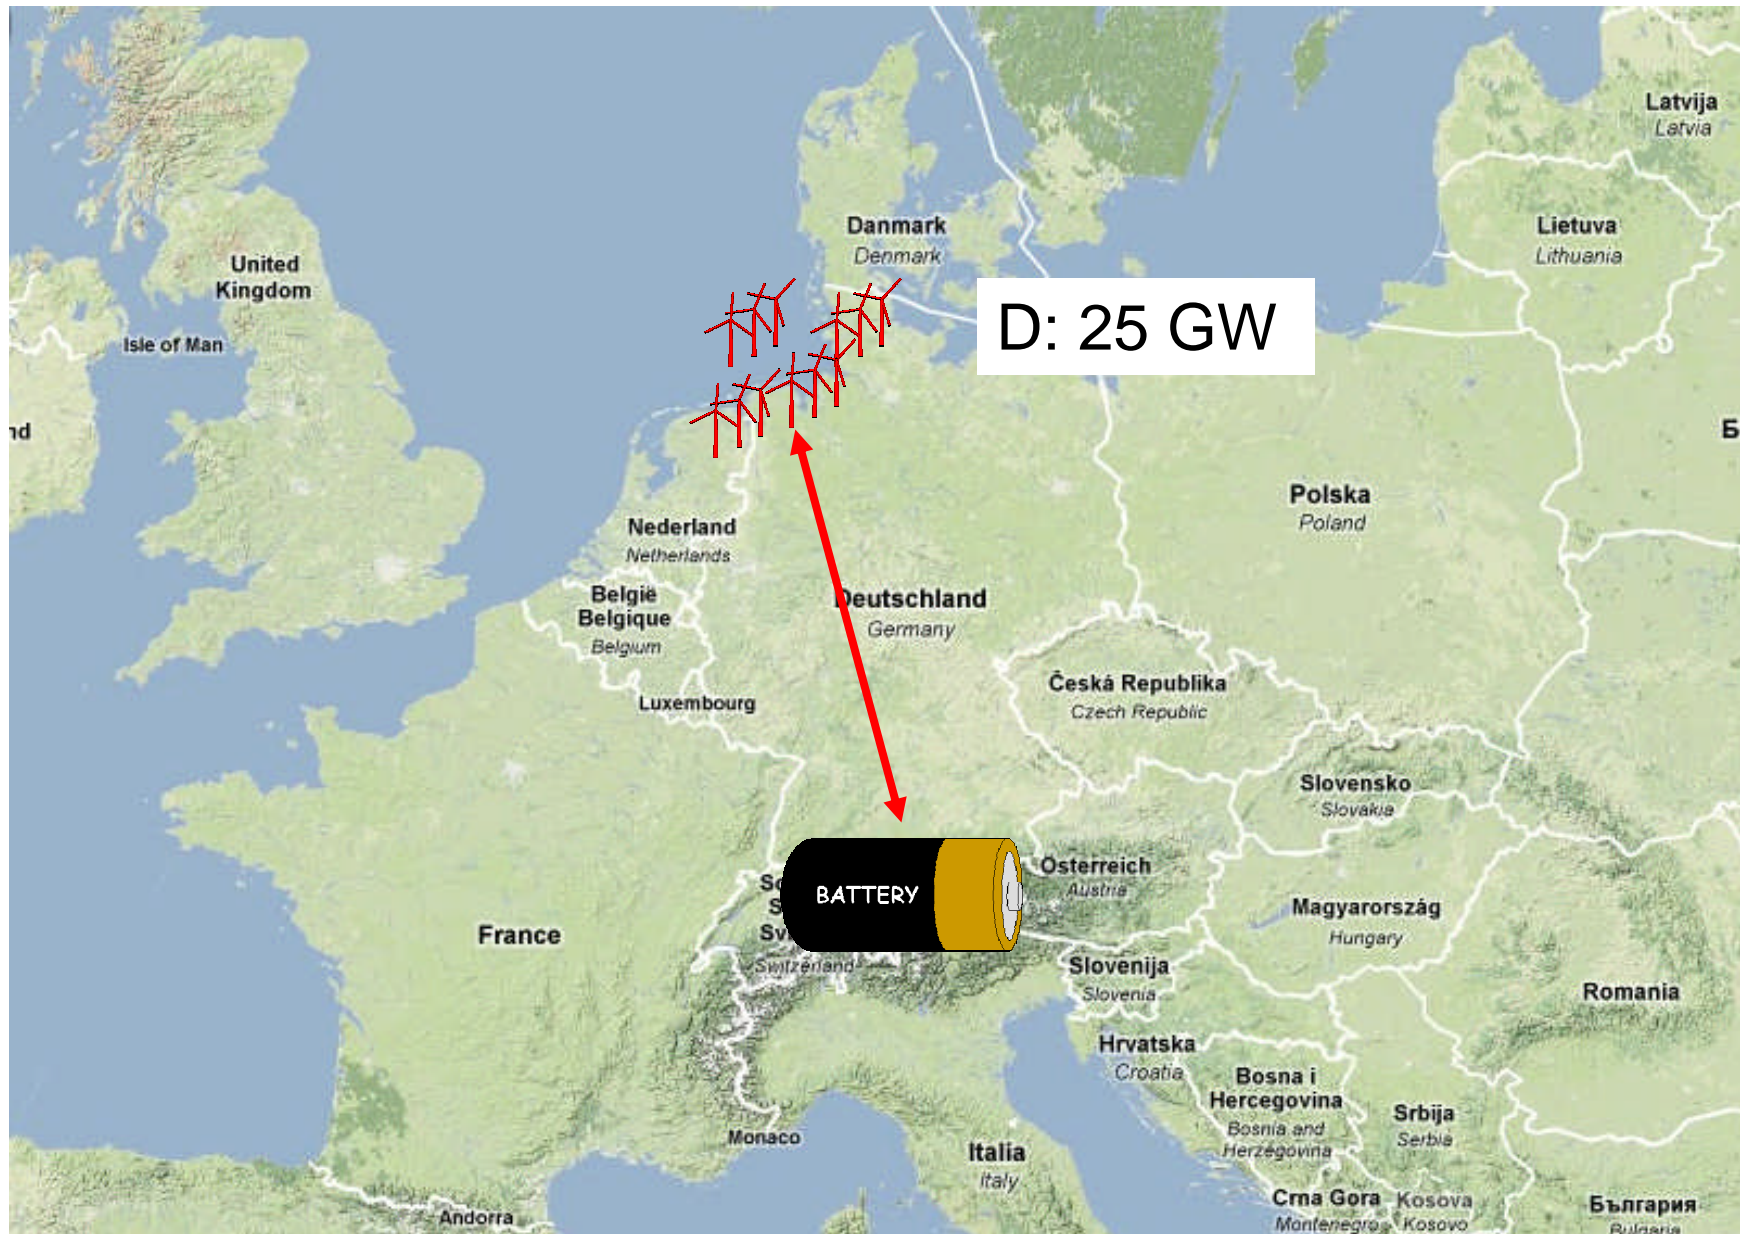 Latvija
Latvia
Danmark
Denmark
Lietuva
Lithuania
United
Kingdom
D: 25 GW
Isle of Man
Polska
Poland
Nederland
Netherlands
België
Belgique
Belgium
Deutschland
Germany
Česká Republika
Czech Republic
Luxembourg
Slovensko
Slovakia
Österreich
Austria
BATTERY
Magyarország
Hungary
France
Switzerland
Slovenija
Slovenia
Romania
Hrvatska
Croatia
Bosna i
Hercegovina
Bosnia and
Herzegovina
Srbija
Serbia
Monaco
Italia
Italy
Crna Gora
Montenegro
Kosova
Kosovo
Andorra
България
Bulgaria